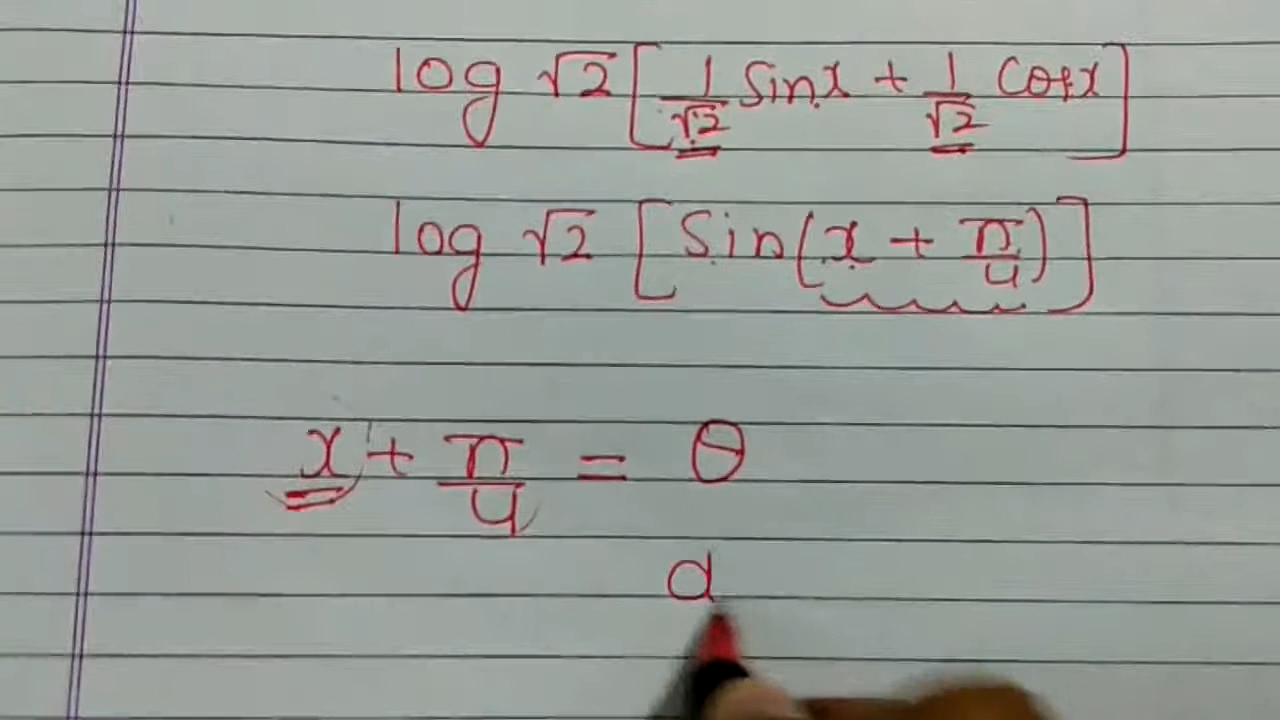 log √2 [1/√2 Sinx + 1/√2 Cosx]
log √2 [Sin(x + π/4)]
x + π/4 = θ
d